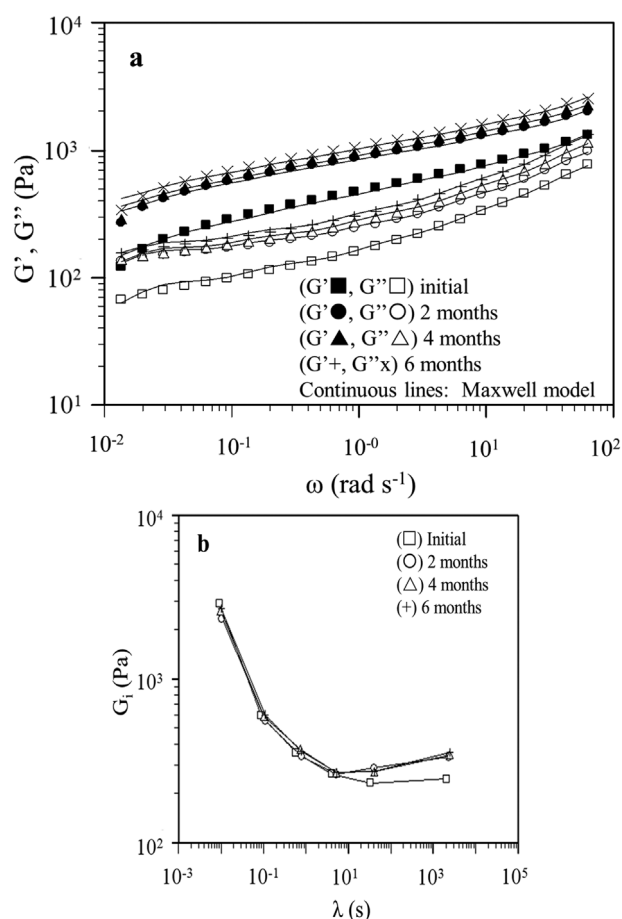 10⁴
a
10³
G', G'' (Pa)
10²
(G'■, G''□) initial
(G'●, G''○) 2 months
(G'▲, G''△) 4 months
(G'+, G''x) 6 months
Continuous lines: Maxwell model
10¹
10⁻² 10⁻¹ 10⁻⁰ 10¹ 10²
ω (rad s⁻¹)
10⁴
b
(□) Initial
(○) 2 months
(△) 4 months
(+) 6 months
Gᵢ (Pa)
10³
10²
10⁻³ 10⁻¹ 10¹ 10³ 10⁵
λ (s)